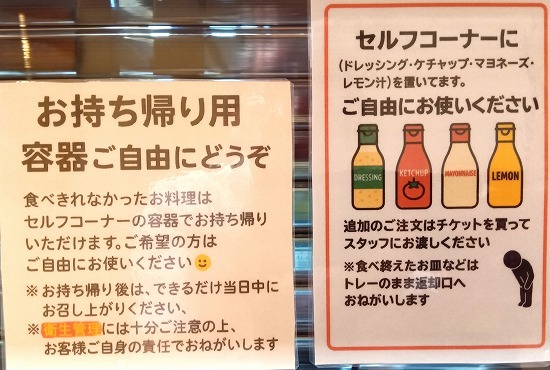 お持ち帰り用
容器ご自由にどうぞ
食べきれなかったお料理は
セルフコーナーの容器でお持ち帰り
いただけます。ご希望の方は
ご自由にお使いください
※お持ち帰り後は、できるだけ当日中に
お召し上がりください、
※衛生管理には十分ご注意の上、
お客様ご自身の責任でおねがいします
セルフコーナーに
(ドレッシング・ケチャップ・マヨネーズ・
レモン汁)を置いてます。
ご自由にお使いください
DRESSING
KETCHUP
MAYONNAISE
LEMON
追加のご注文はチケットを買って
スタッフにお渡しください
※食べ終えたお皿などは
トレーのまま返却口へ
おねがいします